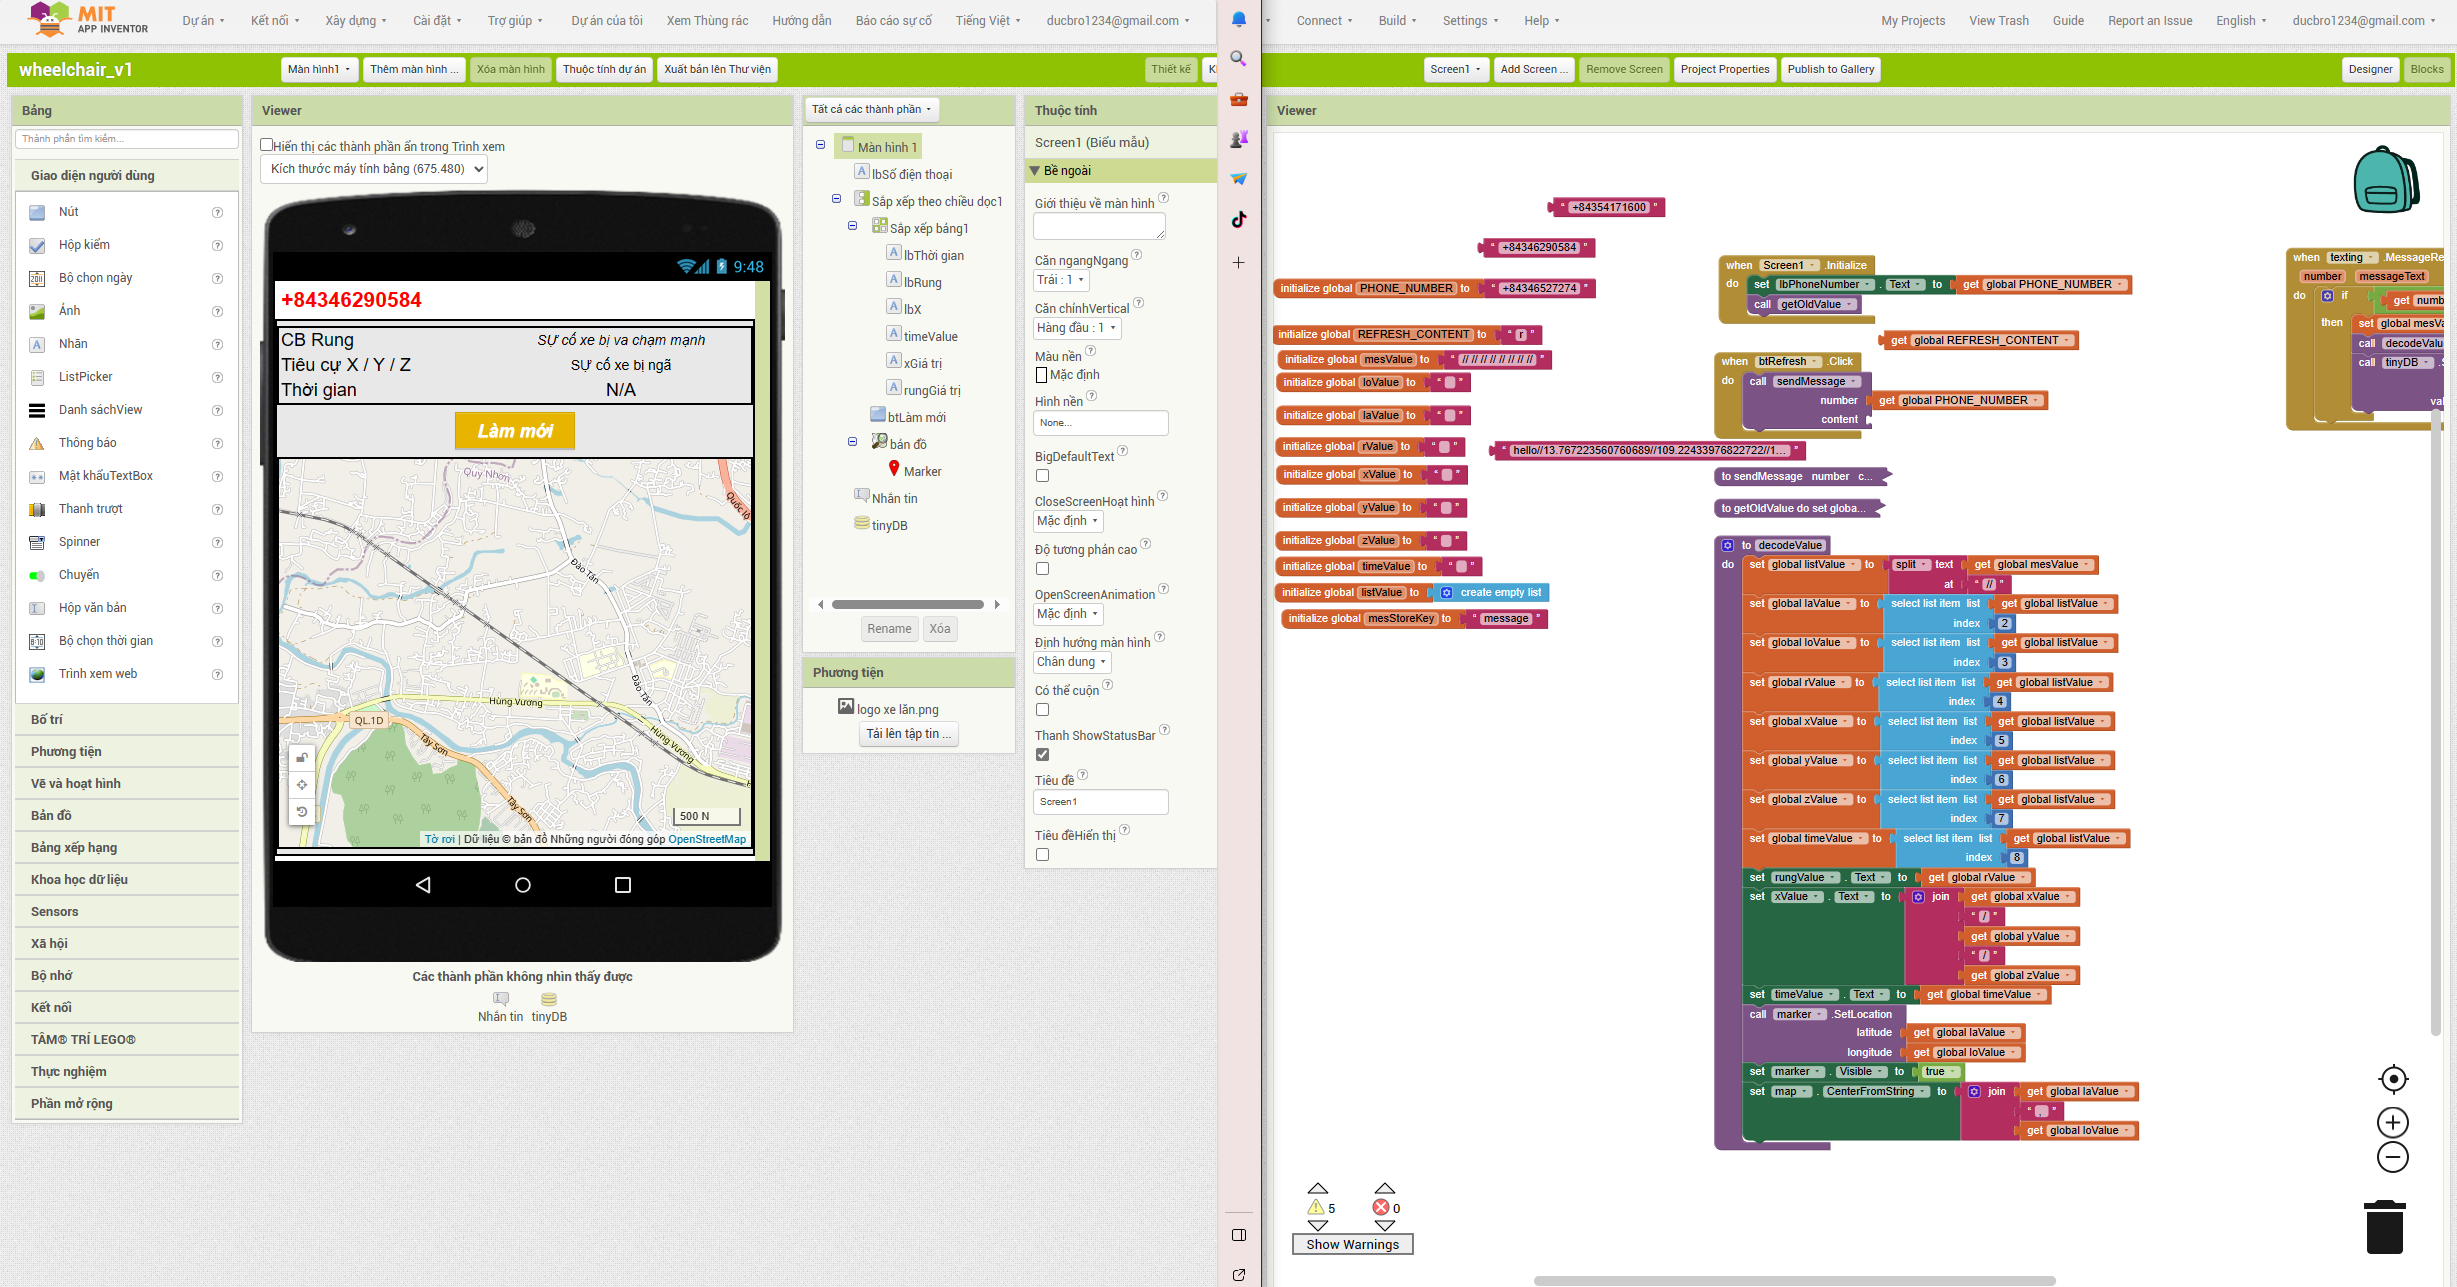 MIT
APP INVENTOR
Dự án
Kết nối
Xây dựng
Cài đặt
Trợ giúp
Dự án của tôi
Xem Thùng rác
Hướng dẫn
Báo cáo sự cố
Tiếng Việt
ducbro1234@gmail.com
Connect
Build
Settings
Help
My Projects
View Trash
Guide
Report an Issue
English
ducbro1234@gmail.com
wheelchair_v1
Màn hình1
Thêm màn hình ...
Xóa màn hình
Thuộc tính dự án
Xuất bản lên Thư viện
Thiết kế
Screen1
Add Screen ...
Remove Screen
Project Properties
Publish to Gallery
Designer
Blocks
Bảng
Thành phần tìm kiếm...
Giao diện người dùng
Nút
Hộp kiểm
Bộ chọn ngày
Ảnh
Nhãn
ListPicker
Danh sáchView
Thông báo
Mật khẩuTextBox
Thanh trượt
Spinner
Chuyển
Hộp văn bản
Bộ chọn thời gian
Trình xem web
Bố trí
Phương tiện
Vẽ và hoạt hình
Bản đồ
Bảng xếp hạng
Khoa học dữ liệu
Sensors
Xã hội
Bộ nhớ
Kết nối
TÂM® TRÍ LEGO®
Thực nghiệm
Phần mở rộng
Viewer
Hiển thị các thành phần ẩn trong Trình xem
Kích thước máy tính bảng (675.480)
9:48
+84346290584
CB Rung
SỰ cố xe bị va chạm mạnh
Tiêu cự X / Y / Z
SỰ cố xe bị ngã
Thời gian
N/A
Làm mới
Quy Nhơn
Quốc lộ
Đào Tấn
Đào Tấn
Hùng Vương
Hùng Vương
QL.1D
Tây Sơn
Tây Sơn
500 N
Tờ rơi | Dữ liệu © bản đồ Những người đóng góp OpenStreetMap
Các thành phần không nhìn thấy được
Nhắn tin
tinyDB
Tất cả các thành phần
Màn hình 1
lbSố điện thoại
Sắp xếp theo chiều dọc1
Sắp xếp bảng1
lbThời gian
lbRung
lbX
timeValue
xGiá trị
rungGiá trị
btLàm mới
bản đồ
Marker
Nhắn tin
tinyDB
Rename
Xóa
Phương tiện
logo xe lăn.png
Tải lên tập tin ...
Thuộc tính
Screen1 (Biểu mẫu)
Bề ngoài
Giới thiệu về màn hình
Căn ngangNgang
Trái : 1
Căn chỉnhVertical
Hàng đầu : 1
Màu nền
Mặc định
Hình nền
None...
BigDefaultText
CloseScreenHoạt hình
Mặc định
Độ tương phản cao
OpenScreenAnimation
Mặc định
Định hướng màn hình
Chân dung
Có thể cuộn
Thanh ShowStatusBar
Tiêu đề
Screen1
Tiêu đềHiển thị
Viewer
" +84354171600 "
" +84346290584 "
initialize global PHONE_NUMBER to " +84346527274 "
initialize global REFRESH_CONTENT to " r "
initialize global mesValue to " // // // // // // // // "
initialize global loValue to " "
initialize global laValue to " "
initialize global rValue to " "
initialize global xValue to " "
initialize global yValue to " "
initialize global zValue to " "
initialize global timeValue to " "
initialize global listValue to create empty list
initialize global mesStoreKey to " message "
" hello//13.767223560760689//109.22433976822722//1... "
when Screen1 .Initialize
do set lbPhoneNumber . Text to get global PHONE_NUMBER
call getOldValue
get global REFRESH_CONTENT
when btRefresh .Click
do call sendMessage
number get global PHONE_NUMBER
content
to sendMessage number c...
to getOldValue do set globa...
to decodeValue
do set global listValue to split text get global mesValue
at " // "
set global laValue to select list item list get global listValue
index 2
set global loValue to select list item list get global listValue
index 3
set global rValue to select list item list get global listValue
index 4
set global xValue to select list item list get global listValue
index 5
set global yValue to select list item list get global listValue
index 6
set global zValue to select list item list get global listValue
index 7
set global timeValue to select list item list get global listValue
index 8
set rungValue . Text to get global rValue
set xValue . Text to join get global xValue
" / "
get global yValue
" / "
get global zValue
set timeValue . Text to get global timeValue
call marker .SetLocation
latitude get global laValue
longitude get global loValue
set marker . Visible to true
set map . CenterFromString to join get global laValue
" , "
get global loValue
when texting .MessageRe
number messageText
do if get numb
then set global mesVa
call decodeValu
call tinyDB
val
5
0
Show Warnings